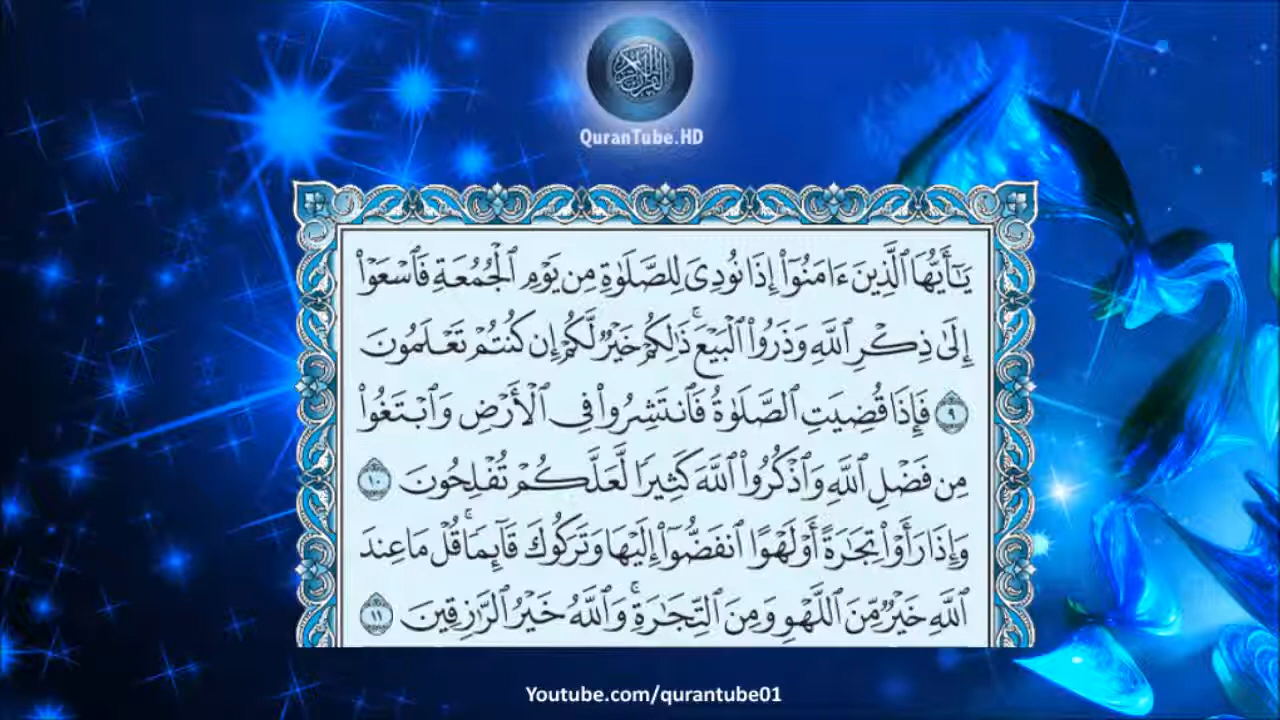 QuranTube.HD
يَـٰٓأَيُّهَا ٱلَّذِينَ ءَامَنُوٓا۟ إِذَا نُودِىَ لِلصَّلَوٰةِ مِن يَوْمِ ٱلْجُمُعَةِ فَٱسْعَوْا۟
إِلَىٰ ذِكْرِ ٱللَّهِ وَذَرُوا۟ ٱلْبَيْعَ ۚ ذَٰلِكُمْ خَيْرٌ لَّكُمْ إِن كُنتُمْ تَعْلَمُونَ
٩ فَإِذَا قُضِيَتِ ٱلصَّلَوٰةُ فَٱنتَشِرُوا۟ فِى ٱلْأَرْضِ وَٱبْتَغُوا۟
مِن فَضْلِ ٱللَّهِ وَٱذْكُرُوا۟ ٱللَّهَ كَثِيرًا لَّعَلَّكُمْ تُفْلِحُونَ ١٠
وَإِذَا رَأَوْا۟ تِجَـٰرَةً أَوْ لَهْوًا ٱنفَضُّوٓا۟ إِلَيْهَا وَتَرَكُوكَ قَآئِمًا ۚ قُلْ مَا عِندَ
ٱللَّهِ خَيْرٌ مِّنَ ٱللَّهْوِ وَمِنَ ٱلتِّجَـٰرَةِ ۚ وَٱللَّهُ خَيْرُ ٱلرَّٰزِقِينَ ١١
Youtube.com/qurantube01